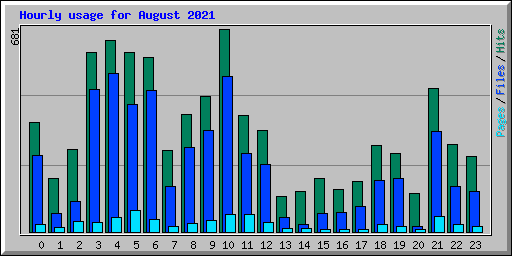 Hourly usage for August 2021
681
Pages/Files/Hits
0 1 2 3 4 5 6 7 8 9 10 11 12 13 14 15 16 17 18 19 20 21 22 23